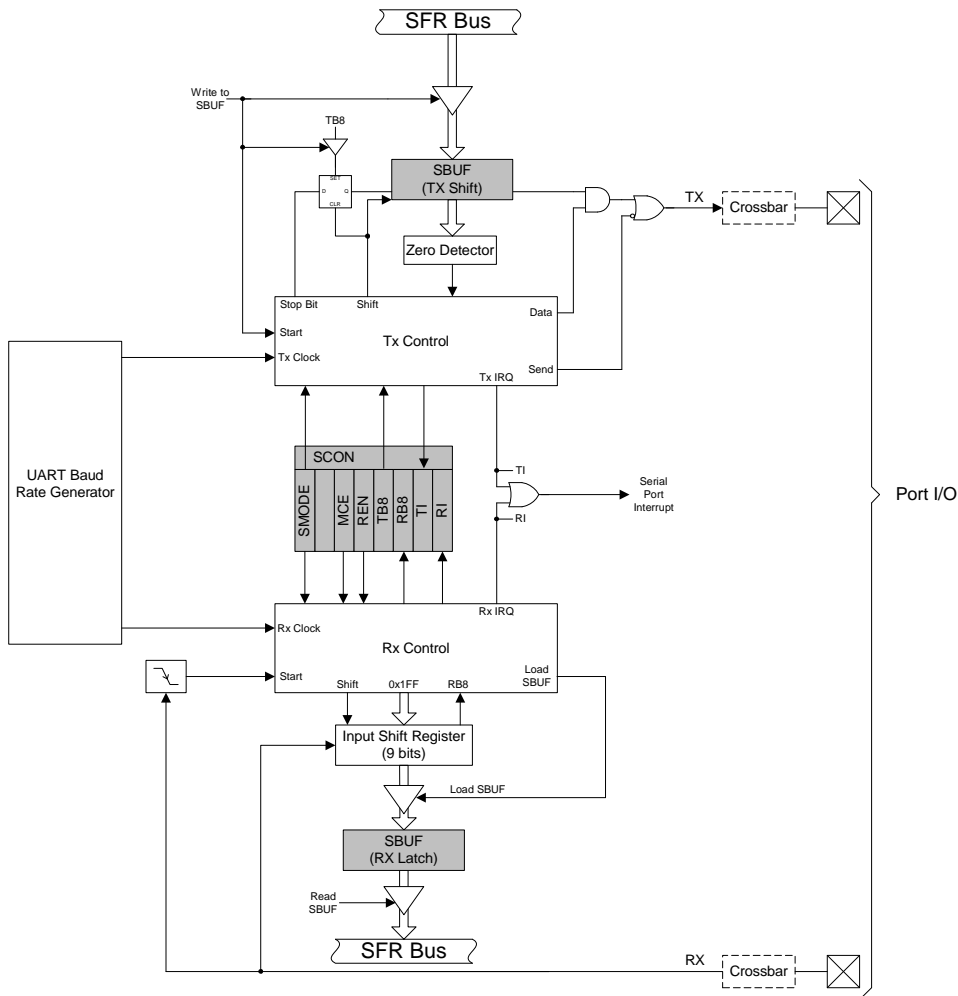 SFR Bus
Write to
SBUF
TB8
SET
D
Q
CLR
SBUF
(TX Shift)
TX
Crossbar
Zero Detector
Stop Bit
Shift
Data
Start
Tx Control
Tx Clock
Send
Tx IRQ
UART Baud
Rate Generator
SCON
SMODE
MCE
REN
TB8
RB8
TI
RI
TI
Serial
Port
Interrupt
RI
Port I/O
Rx IRQ
Rx Clock
Rx Control
Start
Load
SBUF
Shift
0x1FF
RB8
Input Shift Register
(9 bits)
Load SBUF
SBUF
(RX Latch)
Read
SBUF
SFR Bus
RX
Crossbar